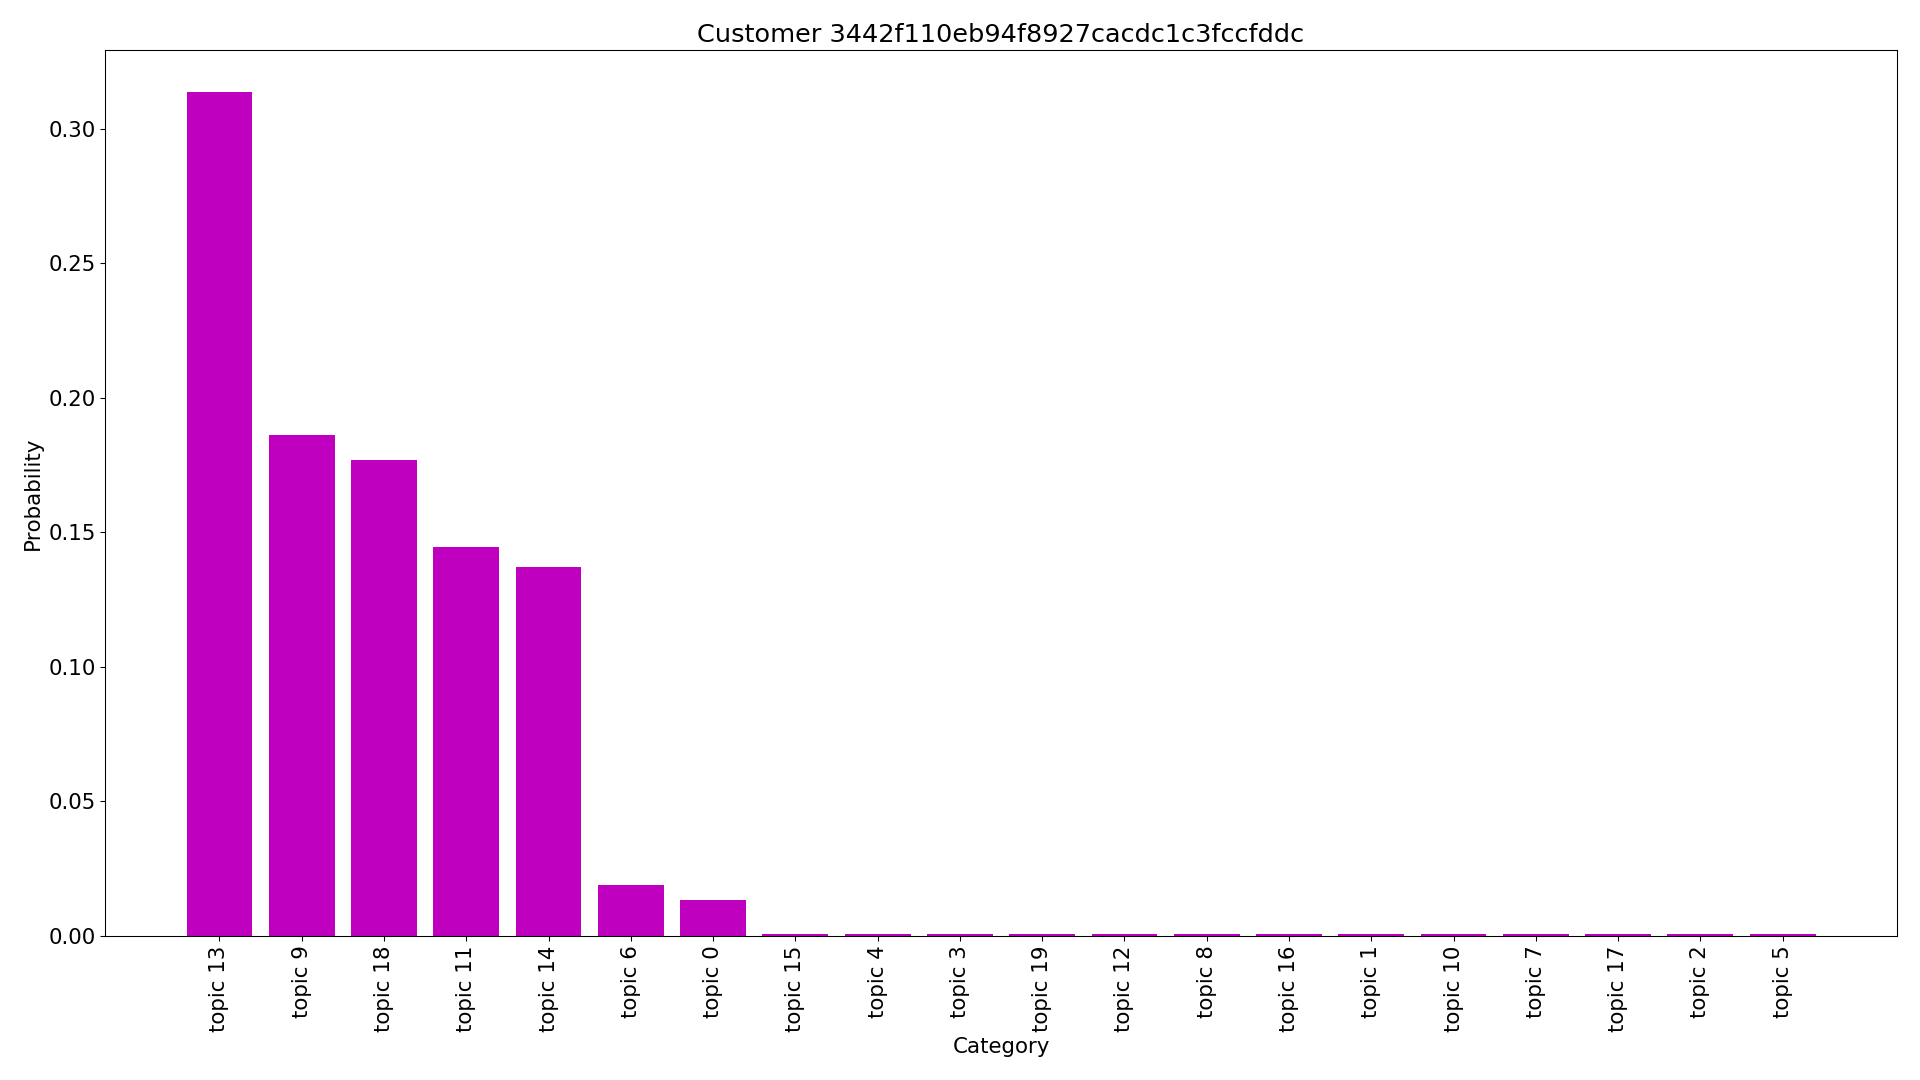 Customer 3442f110eb94f8927cacdc1c3fccfddc
Probability
0.30
0.25
0.20
0.15
0.10
0.05
0.00
topic 13
topic 9
topic 18
topic 11
topic 14
topic 6
topic 0
topic 15
topic 4
topic 3
topic 19
topic 12
topic 8
topic 16
topic 1
topic 10
topic 7
topic 17
topic 2
topic 5
Category